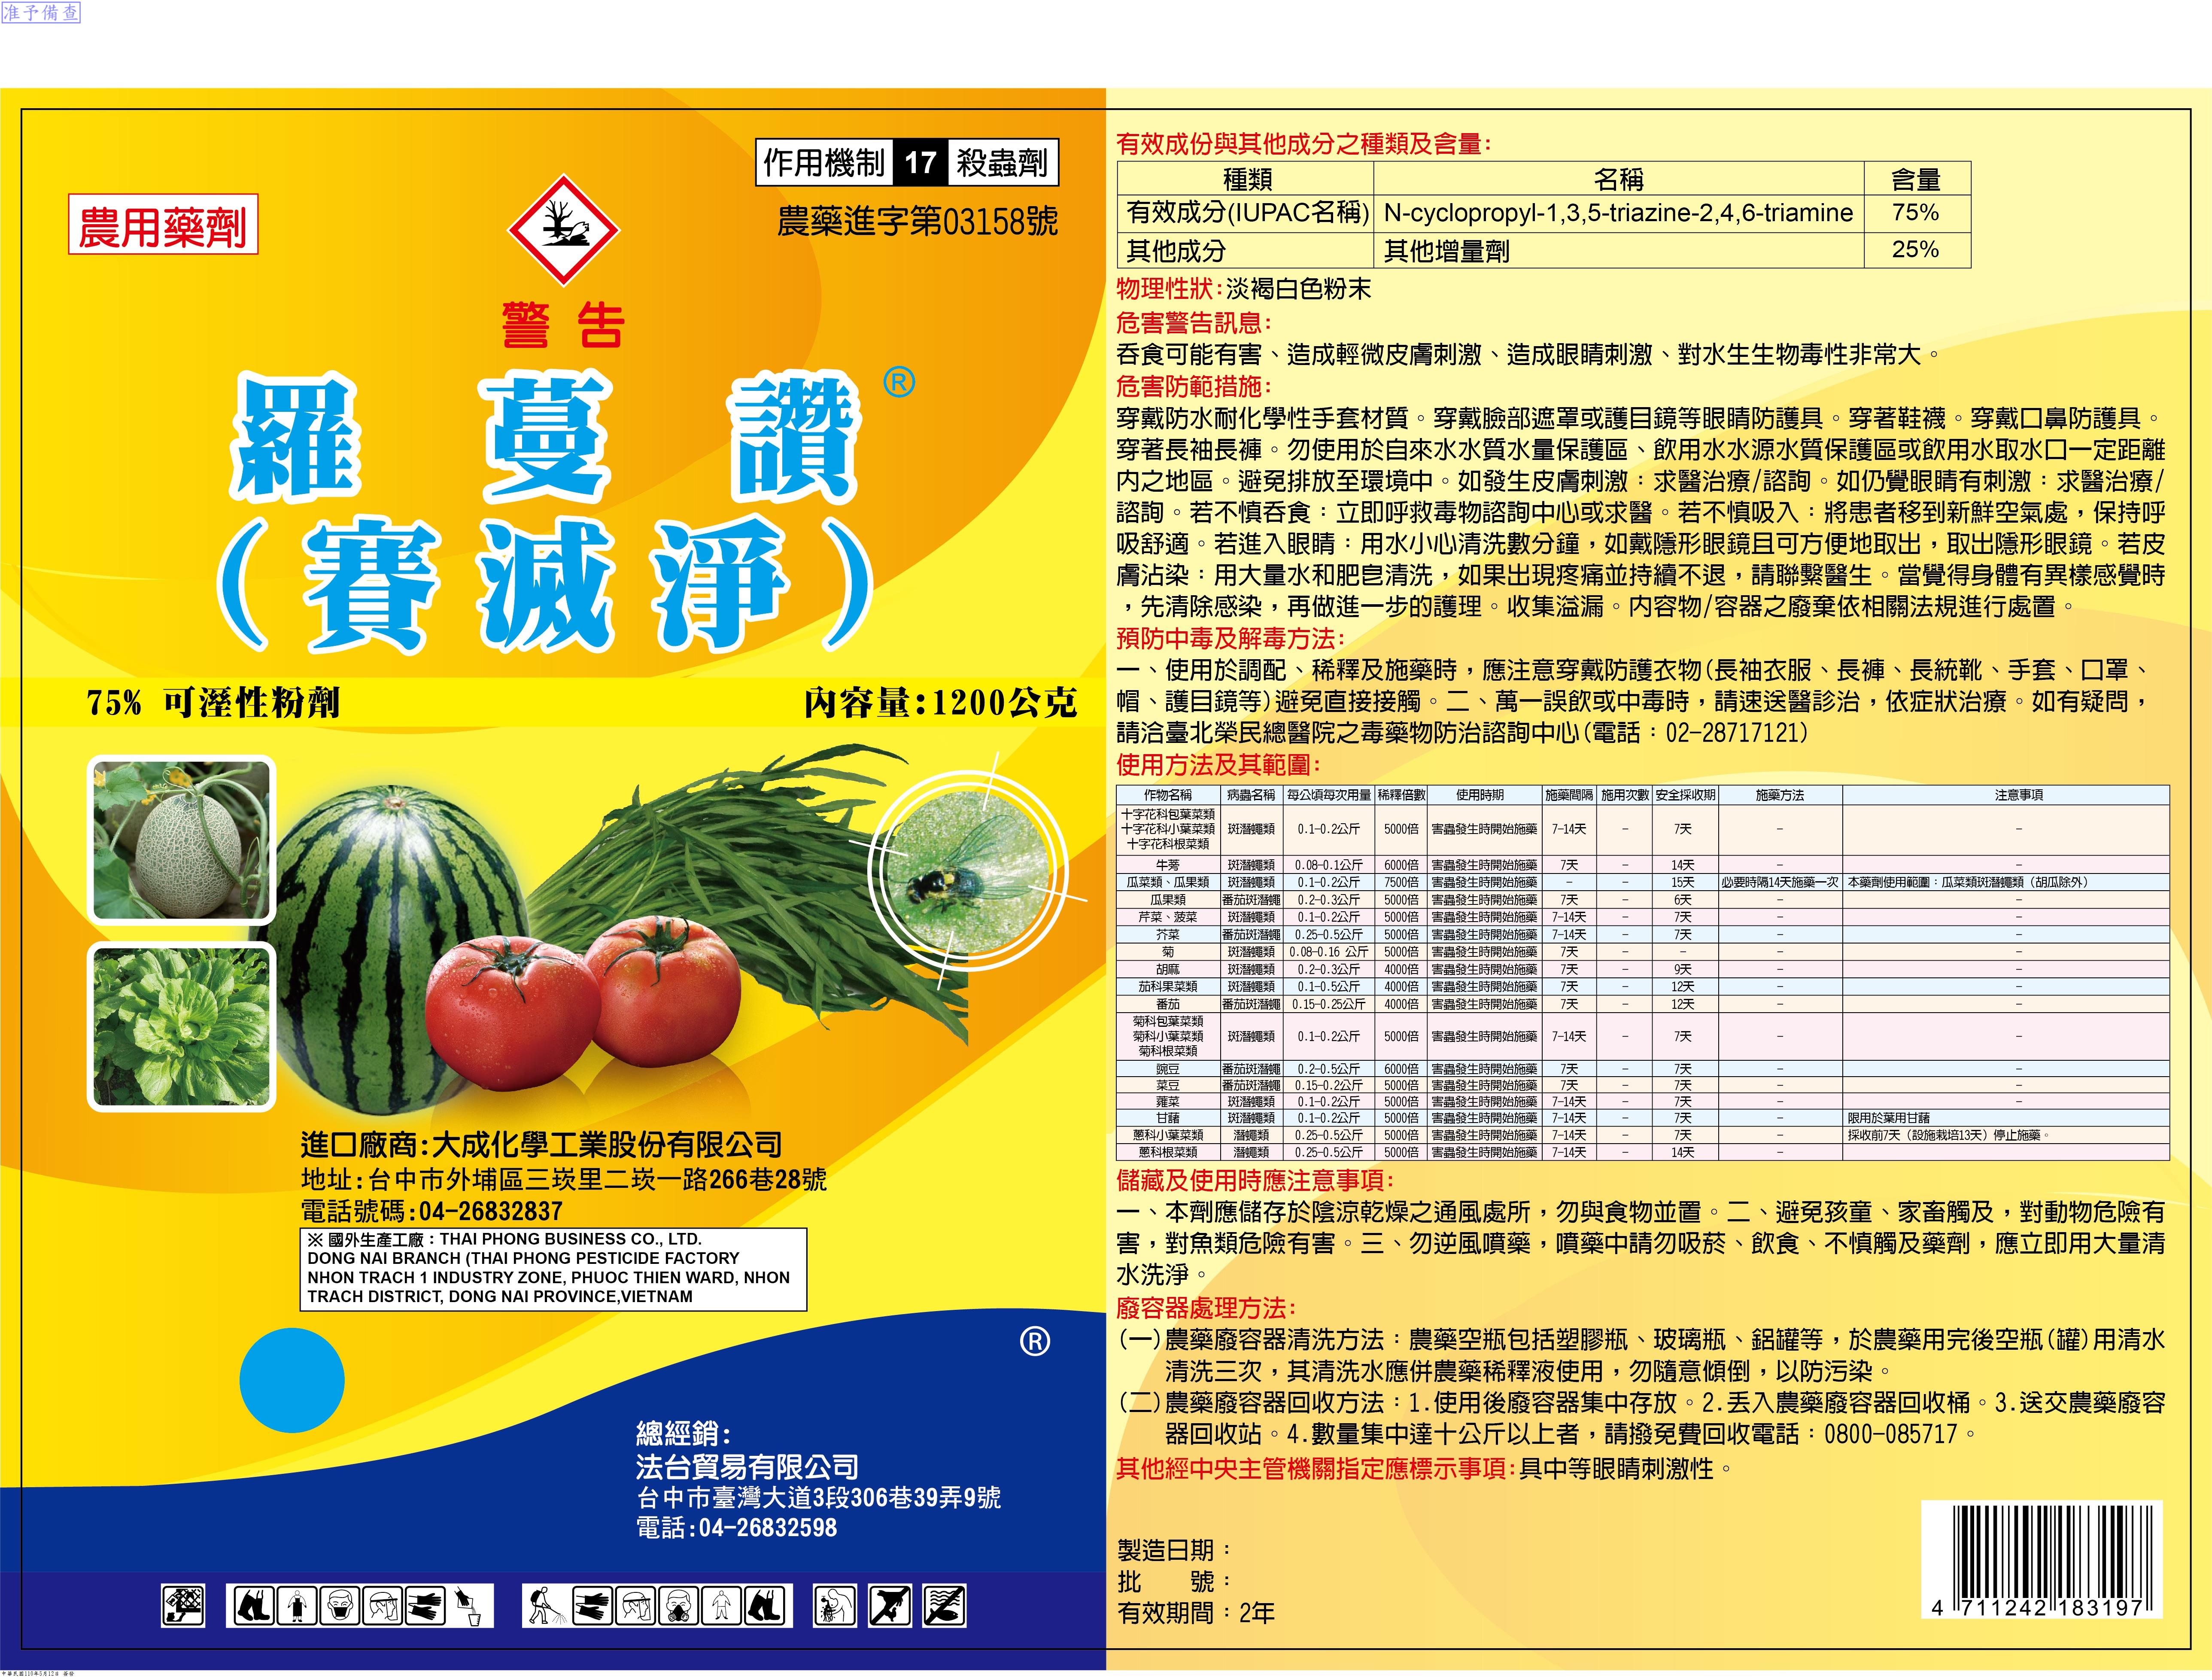 准予備查
農用藥劑
作用機制 17 殺蟲劑
農藥進字第03158號
警告
羅蔓讚®
(賽滅淨)
75% 可溼性粉劑
內容量:1200公克
進口廠商:大成化學工業股份有限公司
地址:台中市外埔區三崁里二崁一路266巷28號
電話號碼:04-26832837
※ 國外生產工廠：THAI PHONG BUSINESS CO., LTD.
DONG NAI BRANCH (THAI PHONG PESTICIDE FACTORY
NHON TRACH 1 INDUSTRY ZONE, PHUOC THIEN WARD, NHON
TRACH DISTRICT, DONG NAI PROVINCE,VIETNAM
®
總經銷:
法台貿易有限公司
台中市臺灣大道3段306巷39弄9號
電話:04-26832598
有效成份與其他成分之種類及含量:
種類 名稱 含量
有效成分(IUPAC名稱) N-cyclopropyl-1,3,5-triazine-2,4,6-triamine 75%
其他成分 其他增量劑 25%
物理性狀:淡褐白色粉末
危害警告訊息:
吞食可能有害、造成輕微皮膚刺激、造成眼睛刺激、對水生生物毒性非常大。
危害防範措施:
穿戴防水耐化學性手套材質。穿戴臉部遮罩或護目鏡等眼睛防護具。穿著鞋襪。穿戴口鼻防護具。
穿著長袖長褲。勿使用於自來水水質水量保護區、飲用水水源水質保護區或飲用水取水口一定距離
內之地區。避免排放至環境中。如發生皮膚刺激：求醫治療/諮詢。如仍覺眼睛有刺激：求醫治療/
諮詢。若不慎吞食：立即呼救毒物諮詢中心或求醫。若不慎吸入：將患者移到新鮮空氣處，保持呼
吸舒適。若進入眼睛：用水小心清洗數分鐘，如戴隱形眼鏡且可方便地取出，取出隱形眼鏡。若皮
膚沾染：用大量水和肥皂清洗，如果出現疼痛並持續不退，請聯繫醫生。當覺得身體有異樣感覺時
，先清除感染，再做進一步的護理。收集溢漏。內容物/容器之廢棄依相關法規進行處置。
預防中毒及解毒方法:
一、使用於調配、稀釋及施藥時，應注意穿戴防護衣物(長袖衣服、長褲、長統靴、手套、口罩、
帽、護目鏡等)避免直接接觸。二、萬一誤飲或中毒時，請速送醫診治，依症狀治療。如有疑問，
請洽臺北榮民總醫院之毒藥物防治諮詢中心(電話：02-28717121)
使用方法及其範圍:
作物名稱 病蟲名稱 每公頃每次用量 稀釋倍數 使用時期 施藥間隔 施用次數 安全採收期 施藥方法 注意事項
十字花科包葉菜類
十字花科小葉菜類 斑潛蠅類 0.1-0.2公斤 5000倍 害蟲發生時開始施藥 7-14天 - 7天 - -
十字花科根菜類
牛蒡 斑潛蠅類 0.08-0.1公斤 6000倍 害蟲發生時開始施藥 7天 - 14天 - -
瓜菜類、瓜果類 斑潛蠅類 0.1-0.2公斤 7500倍 害蟲發生時開始施藥 - - 15天 必要時隔14天施藥一次 本藥劑使用範圍：瓜菜類斑潛蠅類（胡瓜除外）
瓜果類 番茄斑潛蠅 0.2-0.3公斤 5000倍 害蟲發生時開始施藥 7天 - 6天 - -
芹菜、菠菜 斑潛蠅類 0.1-0.2公斤 5000倍 害蟲發生時開始施藥 7-14天 - 7天 - -
芥菜 番茄斑潛蠅 0.25-0.5公斤 5000倍 害蟲發生時開始施藥 7-14天 - 7天 - -
菊 斑潛蠅類 0.08-0.16 公斤 5000倍 害蟲發生時開始施藥 7天 - - - -
胡麻 斑潛蠅類 0.2-0.3公斤 4000倍 害蟲發生時開始施藥 7天 - 9天 - -
茄科果菜類 斑潛蠅類 0.1-0.5公斤 4000倍 害蟲發生時開始施藥 7天 - 12天 - -
番茄 番茄斑潛蠅 0.15-0.25公斤 4000倍 害蟲發生時開始施藥 7天 - 12天 - -
菊科包葉菜類
菊科小葉菜類 斑潛蠅類 0.1-0.2公斤 5000倍 害蟲發生時開始施藥 7-14天 - 7天 - -
菊科根菜類
豌豆 番茄斑潛蠅 0.2-0.5公斤 6000倍 害蟲發生時開始施藥 7天 - 7天 - -
菜豆 番茄斑潛蠅 0.15-0.2公斤 5000倍 害蟲發生時開始施藥 7天 - 7天 - -
蕹菜 斑潛蠅類 0.1-0.2公斤 5000倍 害蟲發生時開始施藥 7-14天 - 7天 - -
甘藷 斑潛蠅類 0.1-0.2公斤 5000倍 害蟲發生時開始施藥 7-14天 - 7天 - 限用於葉用甘藷
蔥科小葉菜類 潛蠅類 0.25-0.5公斤 5000倍 害蟲發生時開始施藥 7-14天 - 7天 - 採收前7天（設施栽培13天）停止施藥。
蔥科根菜類 潛蠅類 0.25-0.5公斤 5000倍 害蟲發生時開始施藥 7-14天 - 14天 -
儲藏及使用時應注意事項:
一、本劑應儲存於陰涼乾燥之通風處所，勿與食物並置。二、避免孩童、家畜觸及，對動物危險有
害，對魚類危險有害。三、勿逆風噴藥，噴藥中請勿吸菸、飲食、不慎觸及藥劑，應立即用大量清
水洗淨。
廢容器處理方法:
(一)農藥廢容器清洗方法：農藥空瓶包括塑膠瓶、玻璃瓶、鋁罐等，於農藥用完後空瓶(罐)用清水
清洗三次，其清洗水應併農藥稀釋液使用，勿隨意傾倒，以防污染。
(二)農藥廢容器回收方法：1.使用後廢容器集中存放。2.丟入農藥廢容器回收桶。3.送交農藥廢容
器回收站。4.數量集中達十公斤以上者，請撥免費回收電話：0800-085717。
其他經中央主管機關指定應標示事項:具中等眼睛刺激性。
製造日期：
批　　號：
有效期間：2年
4 711242 183197